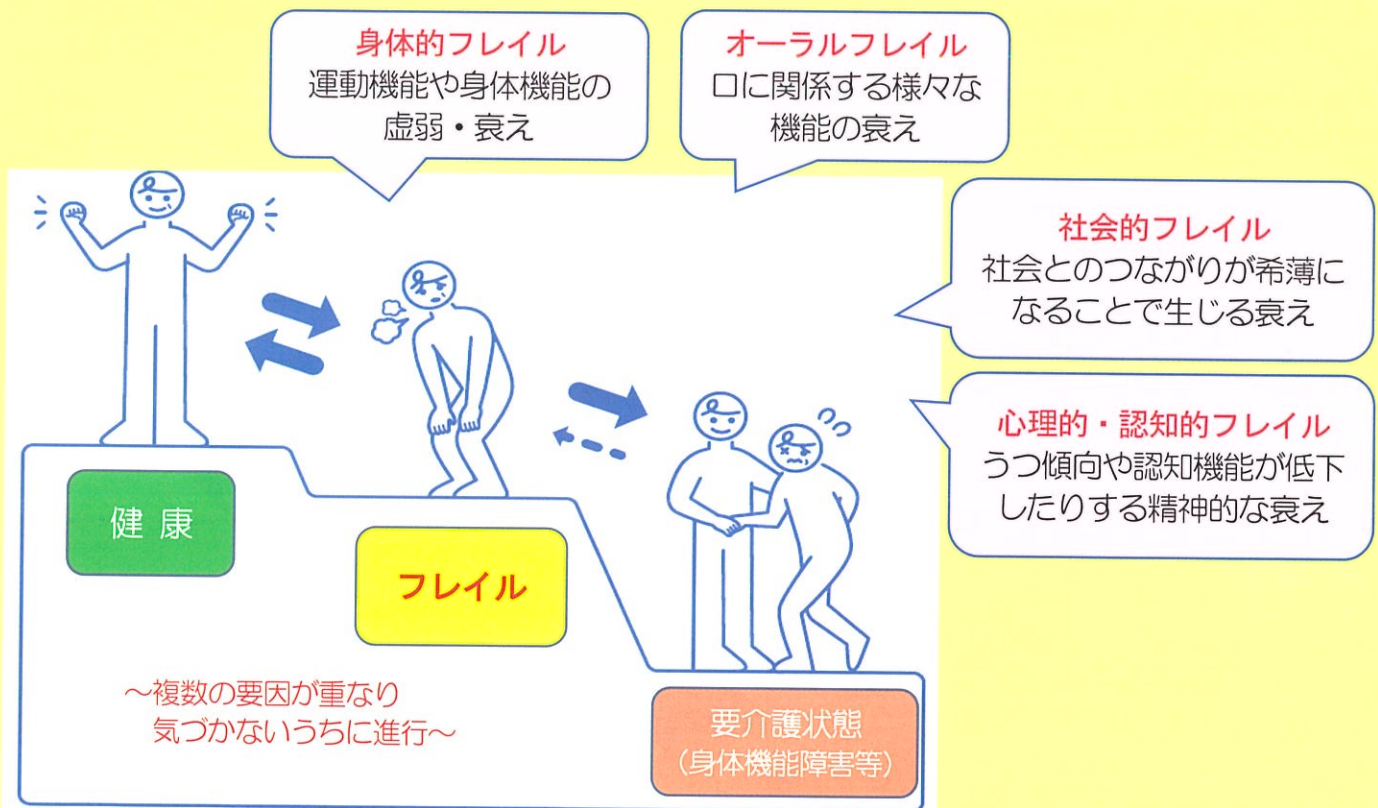 身体的フレイル
運動機能や身体機能の
虚弱・衰え
オーラルフレイル
口に関係する様々な
機能の衰え
社会的フレイル
社会とのつながりが希薄に
なることで生じる衰え
心理的・認知的フレイル
うつ傾向や認知機能が低下
したりする精神的な衰え
健康
フレイル
～複数の要因が重なり
気づかないうちに進行～
要介護状態
(身体機能障害等)